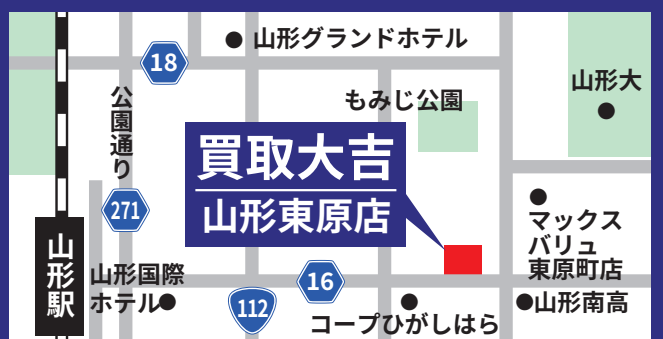 山形グランドホテル
18
山形大
もみじ公園
公園通り
買取大吉
山形東原店
271
マックス
バリュ
東原町店
山形駅
山形国際
ホテル
16
112
山形南高
コープひがしはら